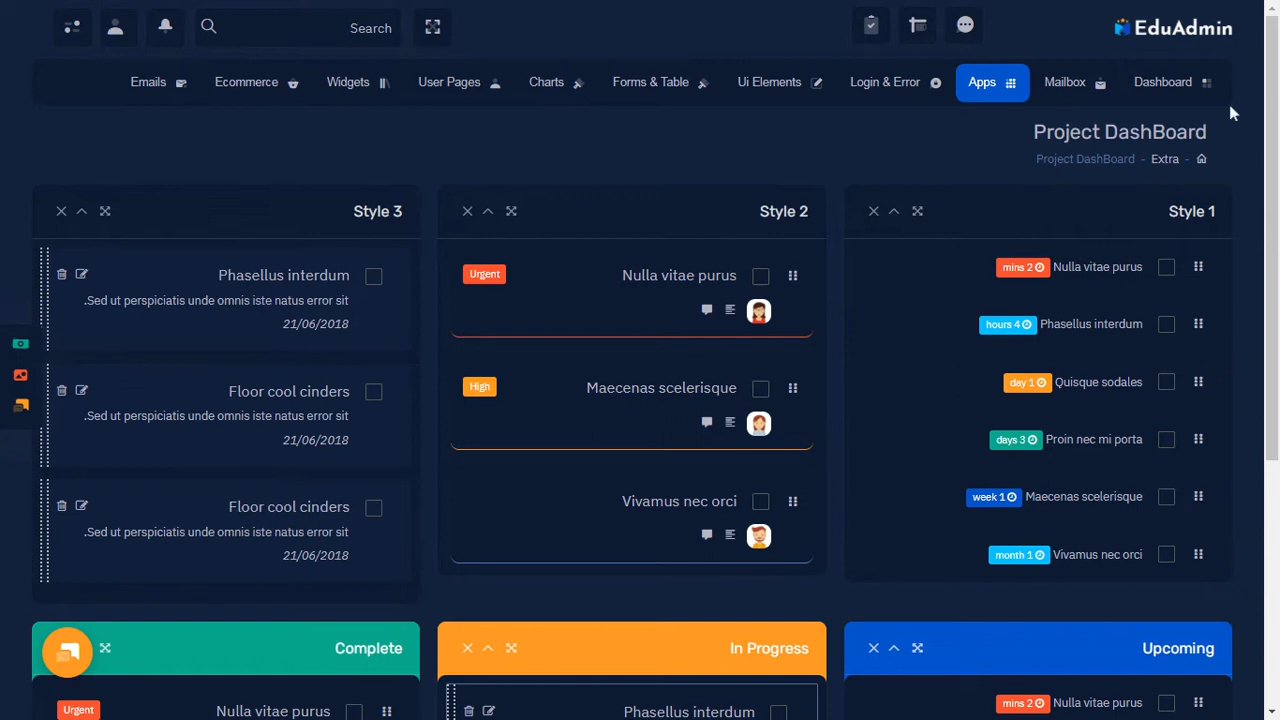 Search
EduAdmin
Emails
Ecommerce
Widgets
User Pages
Charts
Forms & Table
Ui Elements
Login & Error
Apps
Mailbox
Dashboard
Project DashBoard
Project DashBoard - Extra -
Style 3
Phasellus interdum
.Sed ut perspiciatis unde omnis iste natus error sit
21/06/2018
Floor cool cinders
.Sed ut perspiciatis unde omnis iste natus error sit
21/06/2018
Floor cool cinders
.Sed ut perspiciatis unde omnis iste natus error sit
21/06/2018
Style 2
Urgent
Nulla vitae purus
High
Maecenas scelerisque
Vivamus nec orci
Style 1
mins 2 Nulla vitae purus
hours 4 Phasellus interdum
day 1 Quisque sodales
days 3 Proin nec mi porta
week 1 Maecenas scelerisque
month 1 Vivamus nec orci
Complete
Urgent
Nulla vitae purus
In Progress
Phasellus interdum
Upcoming
mins 2 Nulla vitae purus